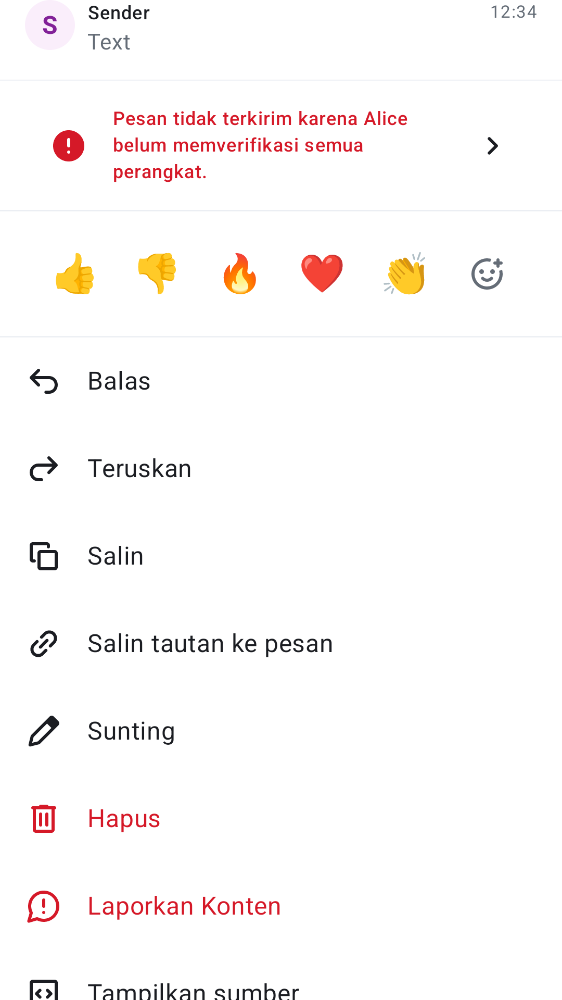 S
Sender
12:34
Text
Pesan tidak terkirim karena Alice
belum memverifikasi semua
perangkat.
Balas
Teruskan
Salin
Salin tautan ke pesan
Sunting
Hapus
Laporkan Konten
Tampilkan sumber